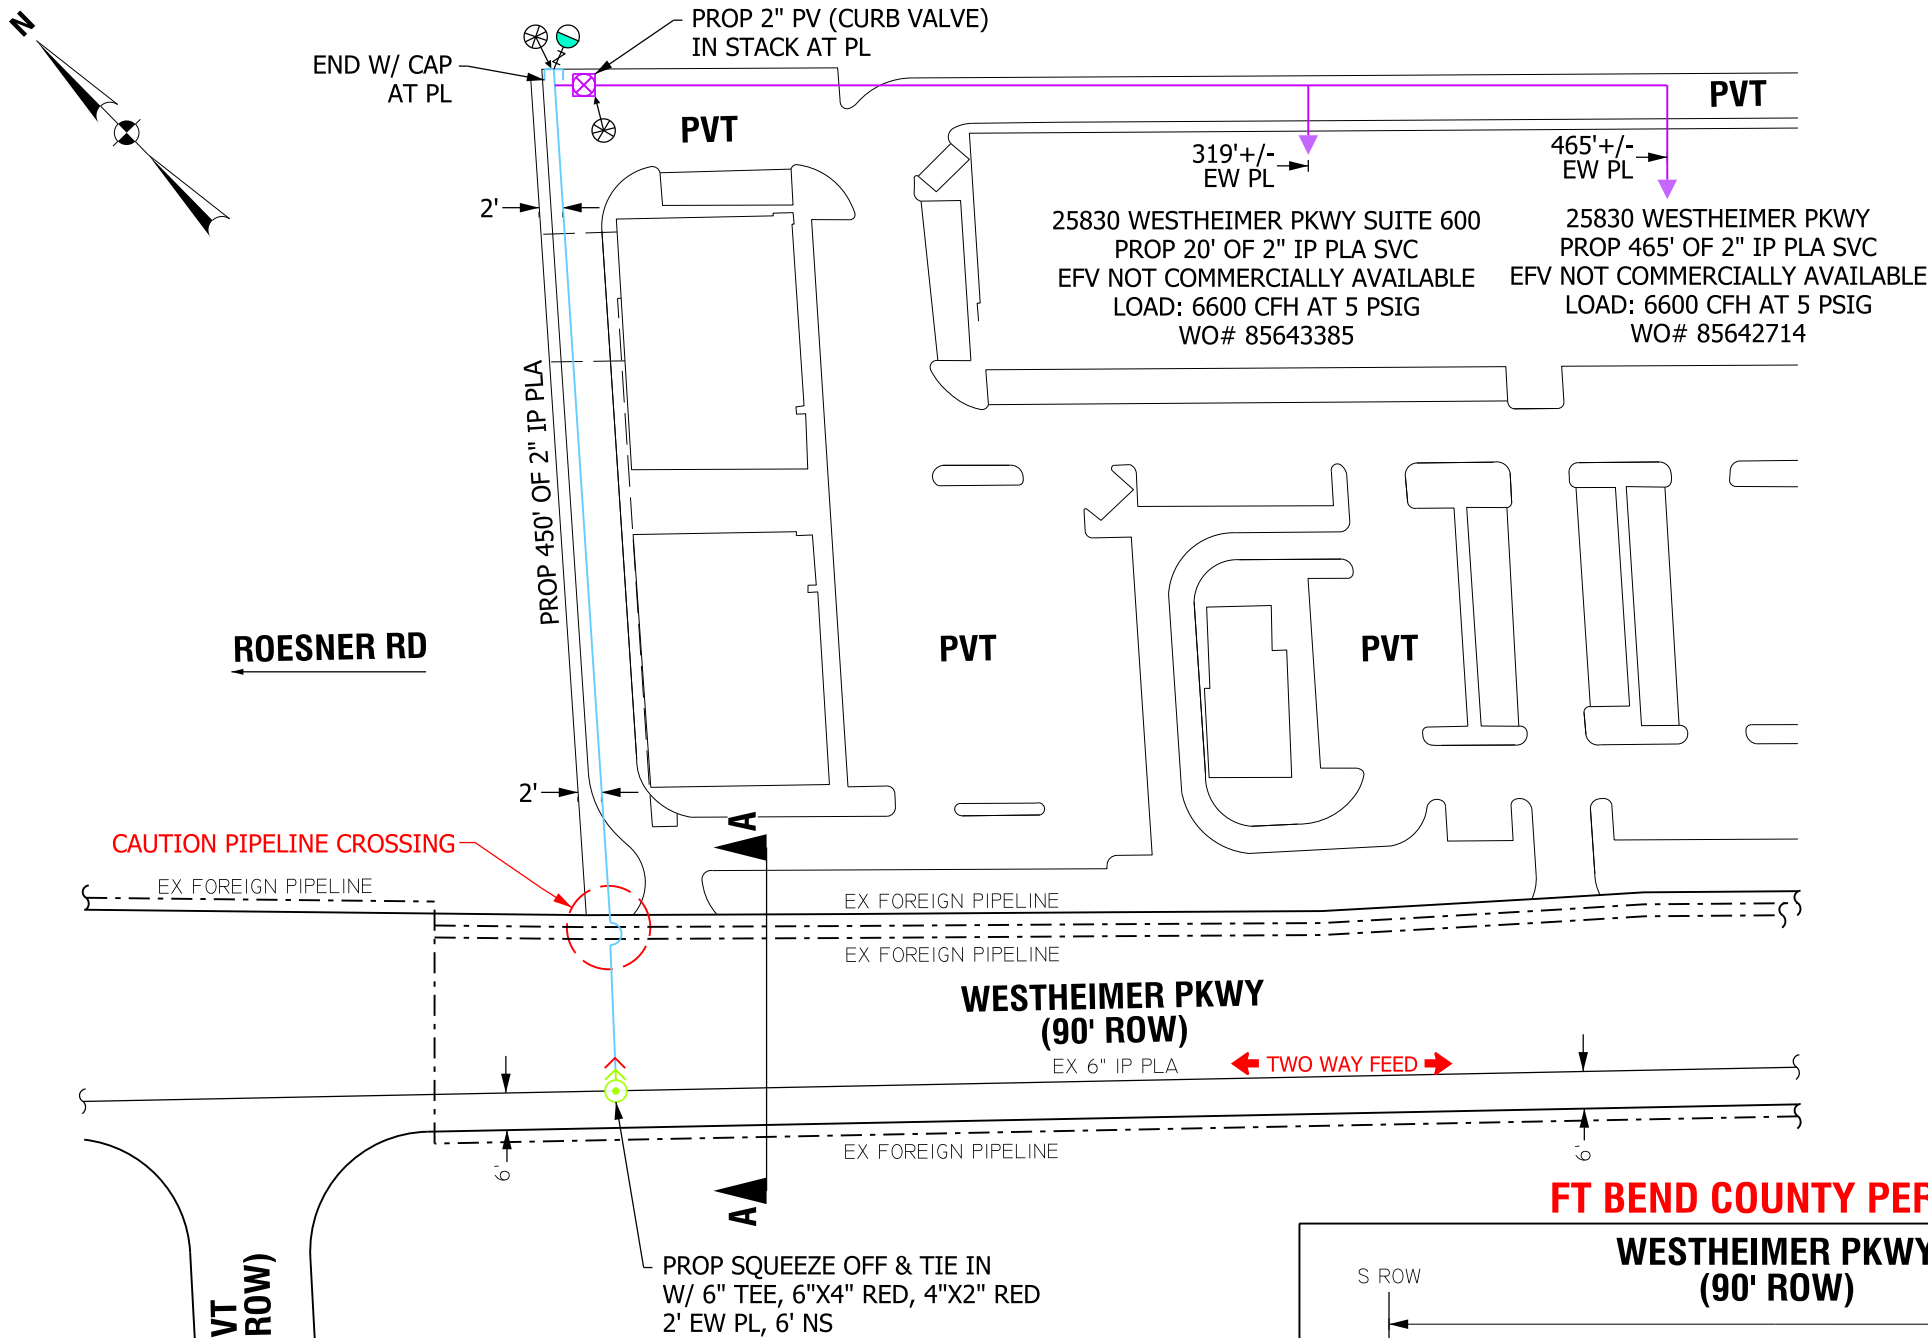 N
PROP 2" PV (CURB VALVE)
IN STACK AT PL
END W/ CAP
AT PL
PVT
PVT
319'+/-
EW PL
465'+/-
EW PL
2'
25830 WESTHEIMER PKWY SUITE 600
PROP 20' OF 2" IP PLA SVC
EFV NOT COMMERCIALLY AVAILABLE
LOAD: 6600 CFH AT 5 PSIG
WO# 85643385
25830 WESTHEIMER PKWY
PROP 465' OF 2" IP PLA SVC
EFV NOT COMMERCIALLY AVAILABLE
LOAD: 6600 CFH AT 5 PSIG
WO# 85642714
PROP 450' OF 2" IP PLA
ROESNER RD
PVT
PVT
2'
A
CAUTION PIPELINE CROSSING
EX FOREIGN PIPELINE
EX FOREIGN PIPELINE
EX FOREIGN PIPELINE
WESTHEIMER PKWY
(90' ROW)
EX 6" IP PLA
TWO WAY FEED
EX FOREIGN PIPELINE
6'
6'
A
FT BEND COUNTY PER
PROP SQUEEZE OFF & TIE IN
W/ 6" TEE, 6"X4" RED, 4"X2" RED
2' EW PL, 6' NS
WESTHEIMER PKWY
(90' ROW)
S ROW
VT
ROW)